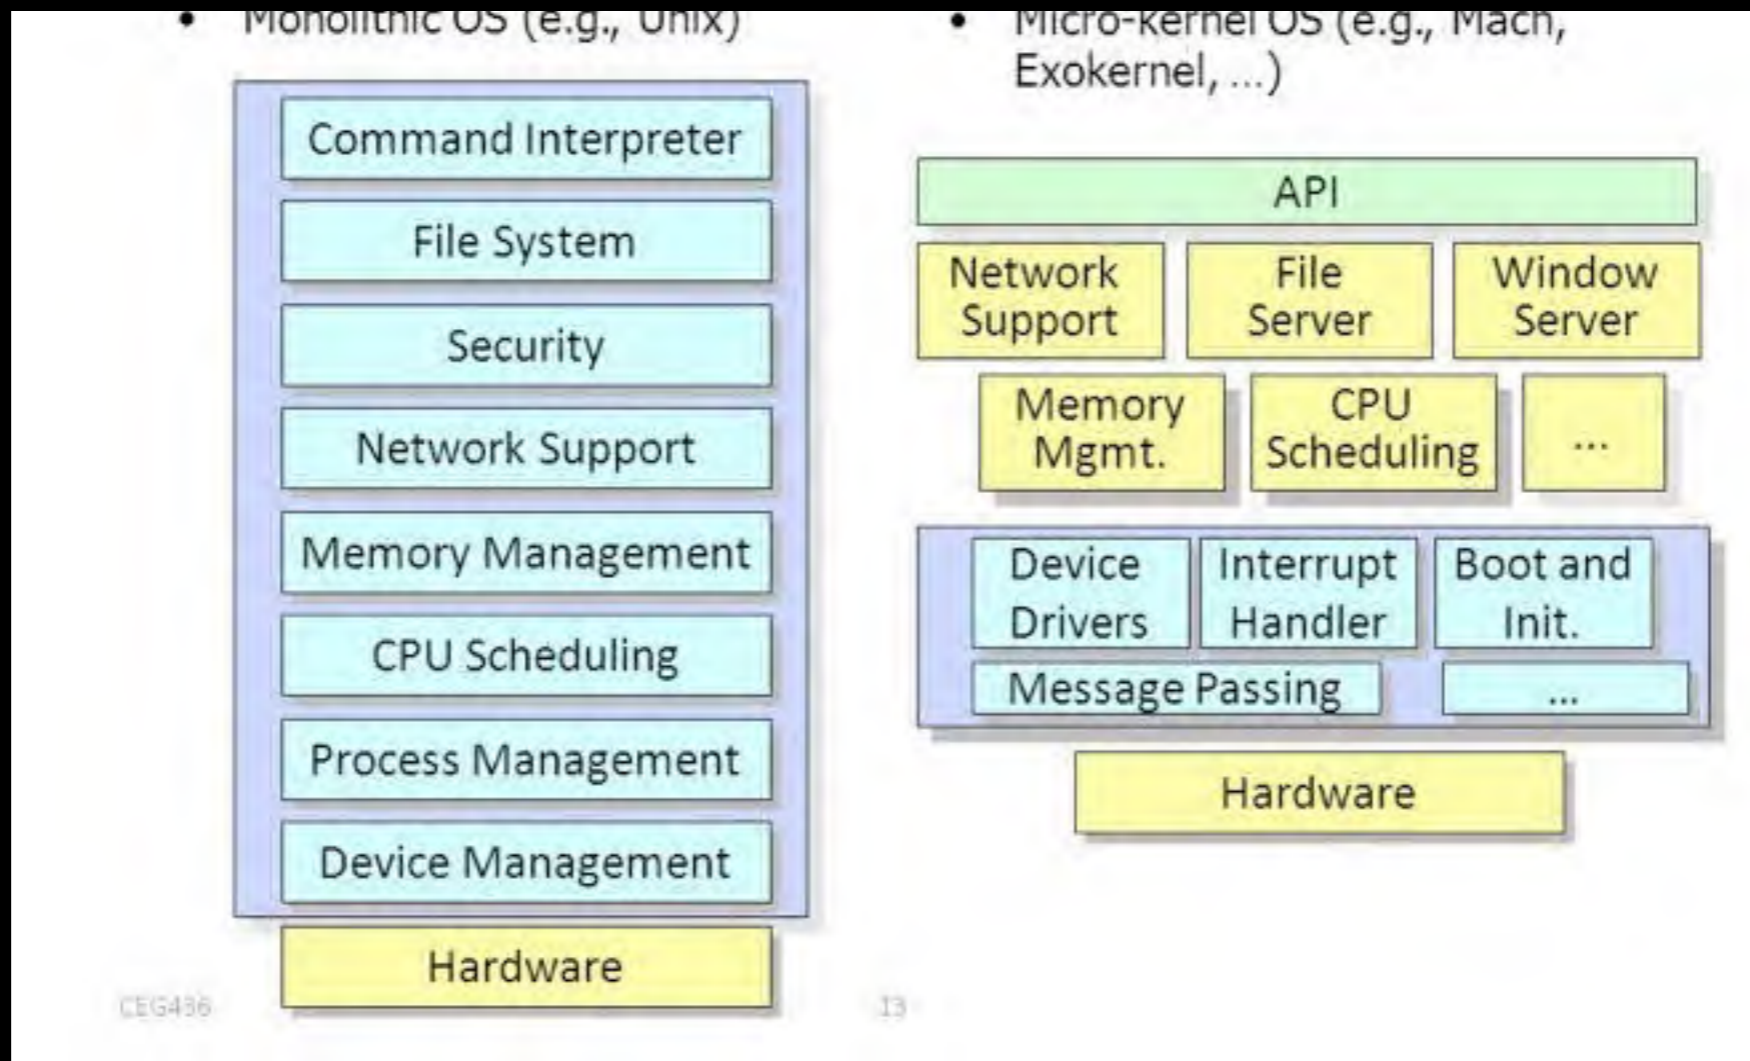 Monolithic OS (e.g., Unix)
Command Interpreter
File System
Security
Network Support
Memory Management
CPU Scheduling
Process Management
Device Management
Hardware
Micro-kernel OS (e.g., Mach,
Exokernel, ...)
API
Network
Support
File
Server
Window
Server
Memory
Mgmt.
CPU
Scheduling
...
Device
Drivers
Interrupt
Handler
Boot and
Init.
Message Passing
...
Hardware
CEG436
13